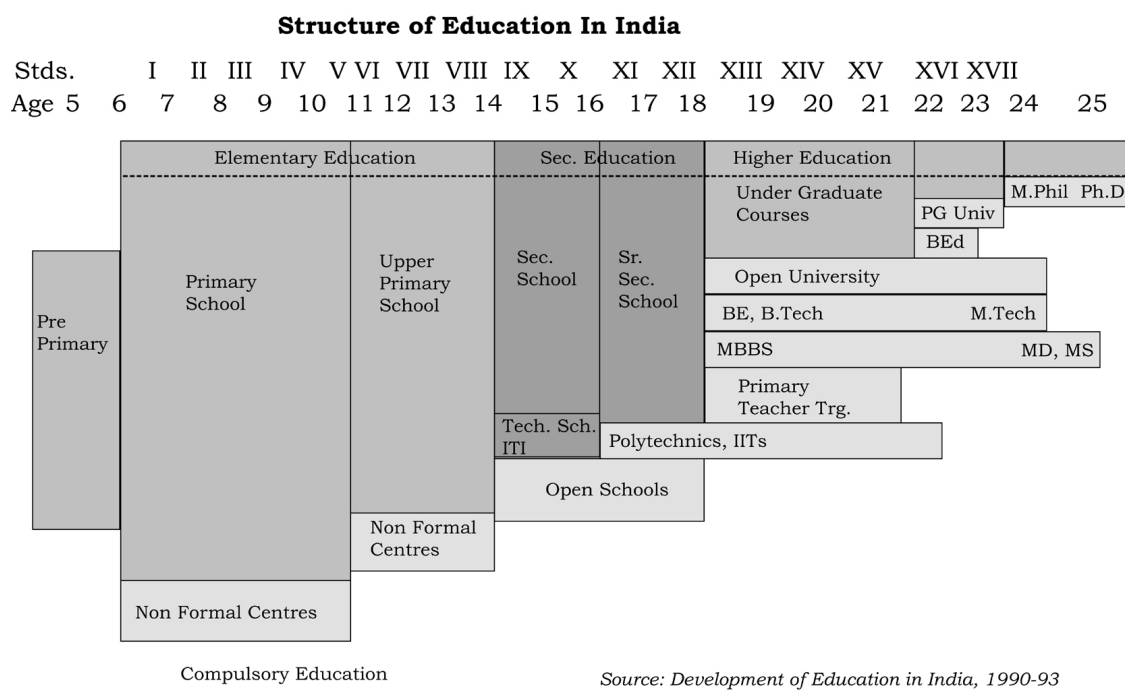 Structure of Education In India
Stds. I II III IV V VI VII VIII IX X XI XII XIII XIV XV XVI XVII
Age 5 6 7 8 9 10 11 12 13 14 15 16 17 18 19 20 21 22 23 24 25
Elementary Education Sec. Education Higher Education
Pre
Primary
Primary
School
Non Formal Centres
Upper
Primary
School
Non Formal
Centres
Sec.
School
Tech. Sch.
ITI
Sr.
Sec.
School
Open Schools
Under Graduate
Courses
PG Univ
M.Phil Ph.D
BEd
Open University
BE, B.Tech M.Tech
MBBS MD, MS
Primary
Teacher Trg.
Polytechnics, IITs
Compulsory Education
Source: Development of Education in India, 1990-93